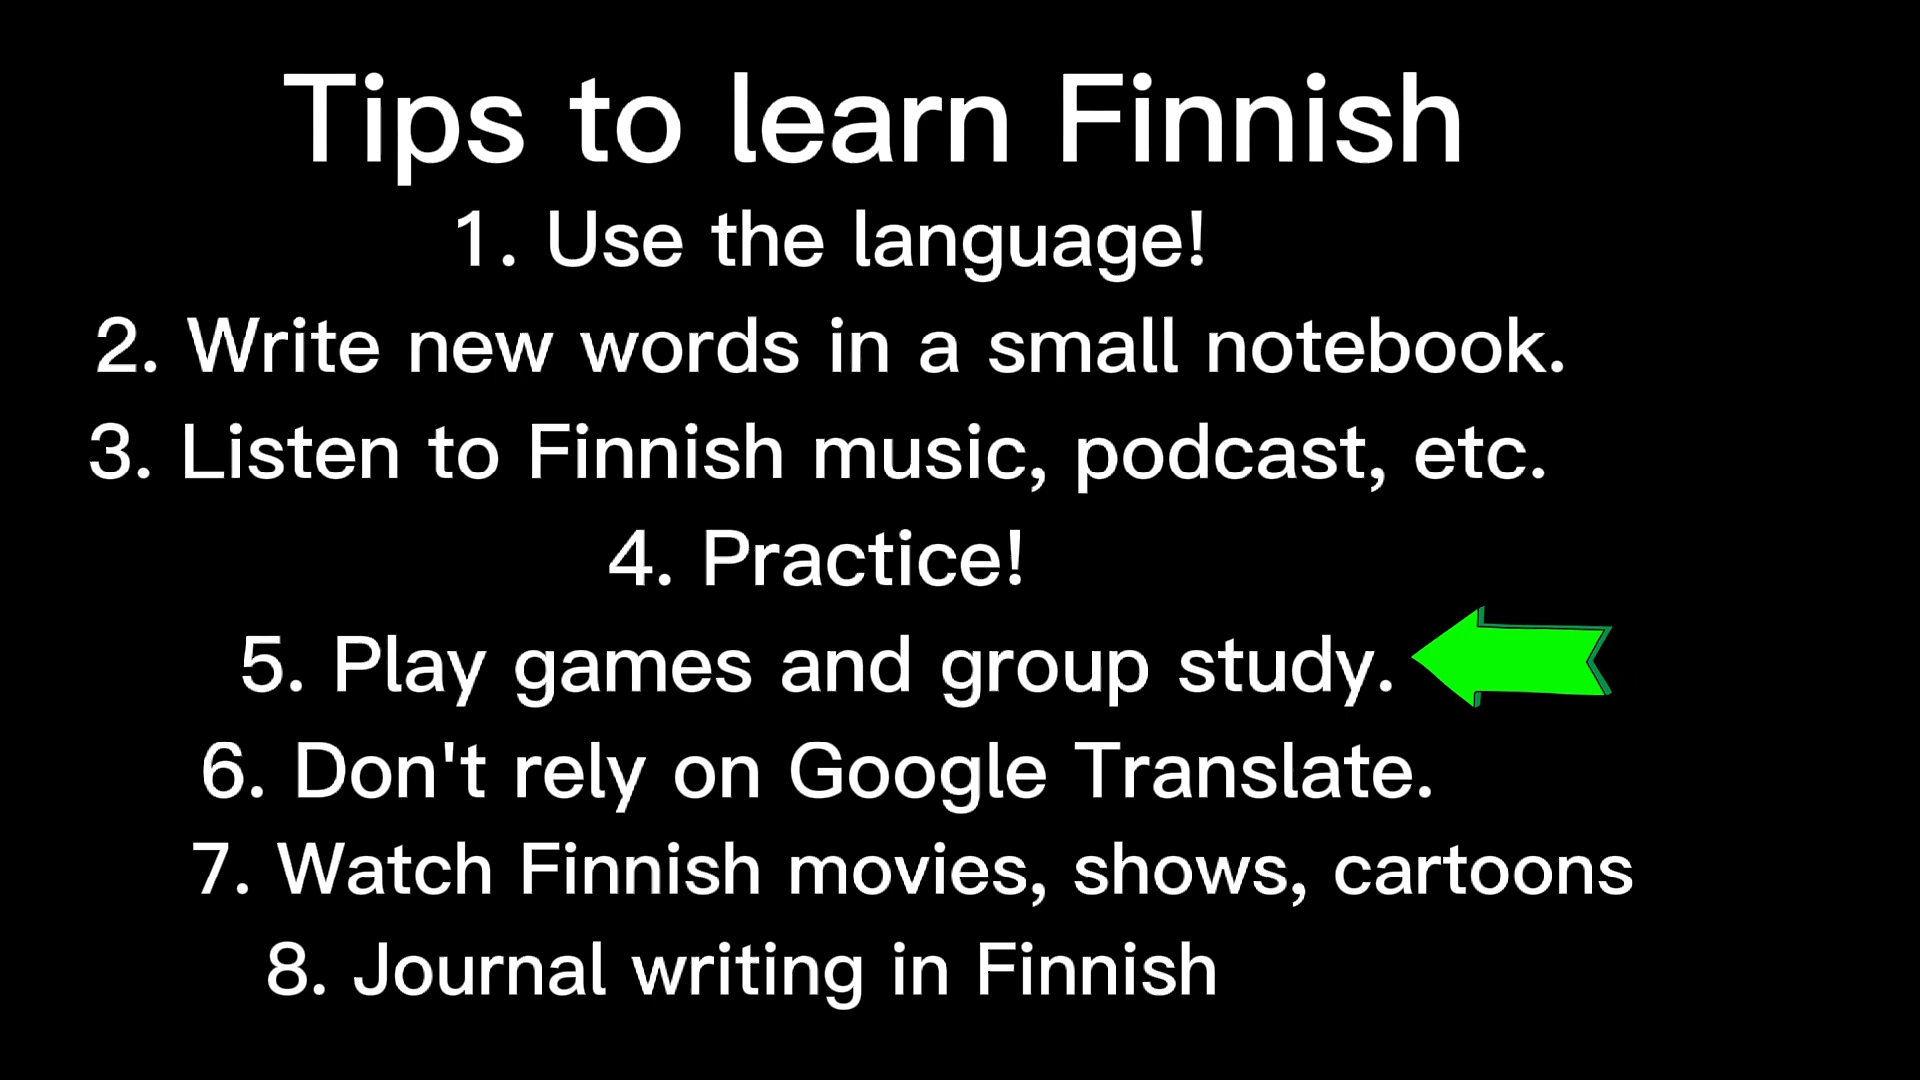 Tips to learn Finnish
1. Use the language!
2. Write new words in a small notebook.
3. Listen to Finnish music, podcast, etc.
4. Practice!
5. Play games and group study.
6. Don't rely on Google Translate.
7. Watch Finnish movies, shows, cartoons
8. Journal writing in Finnish